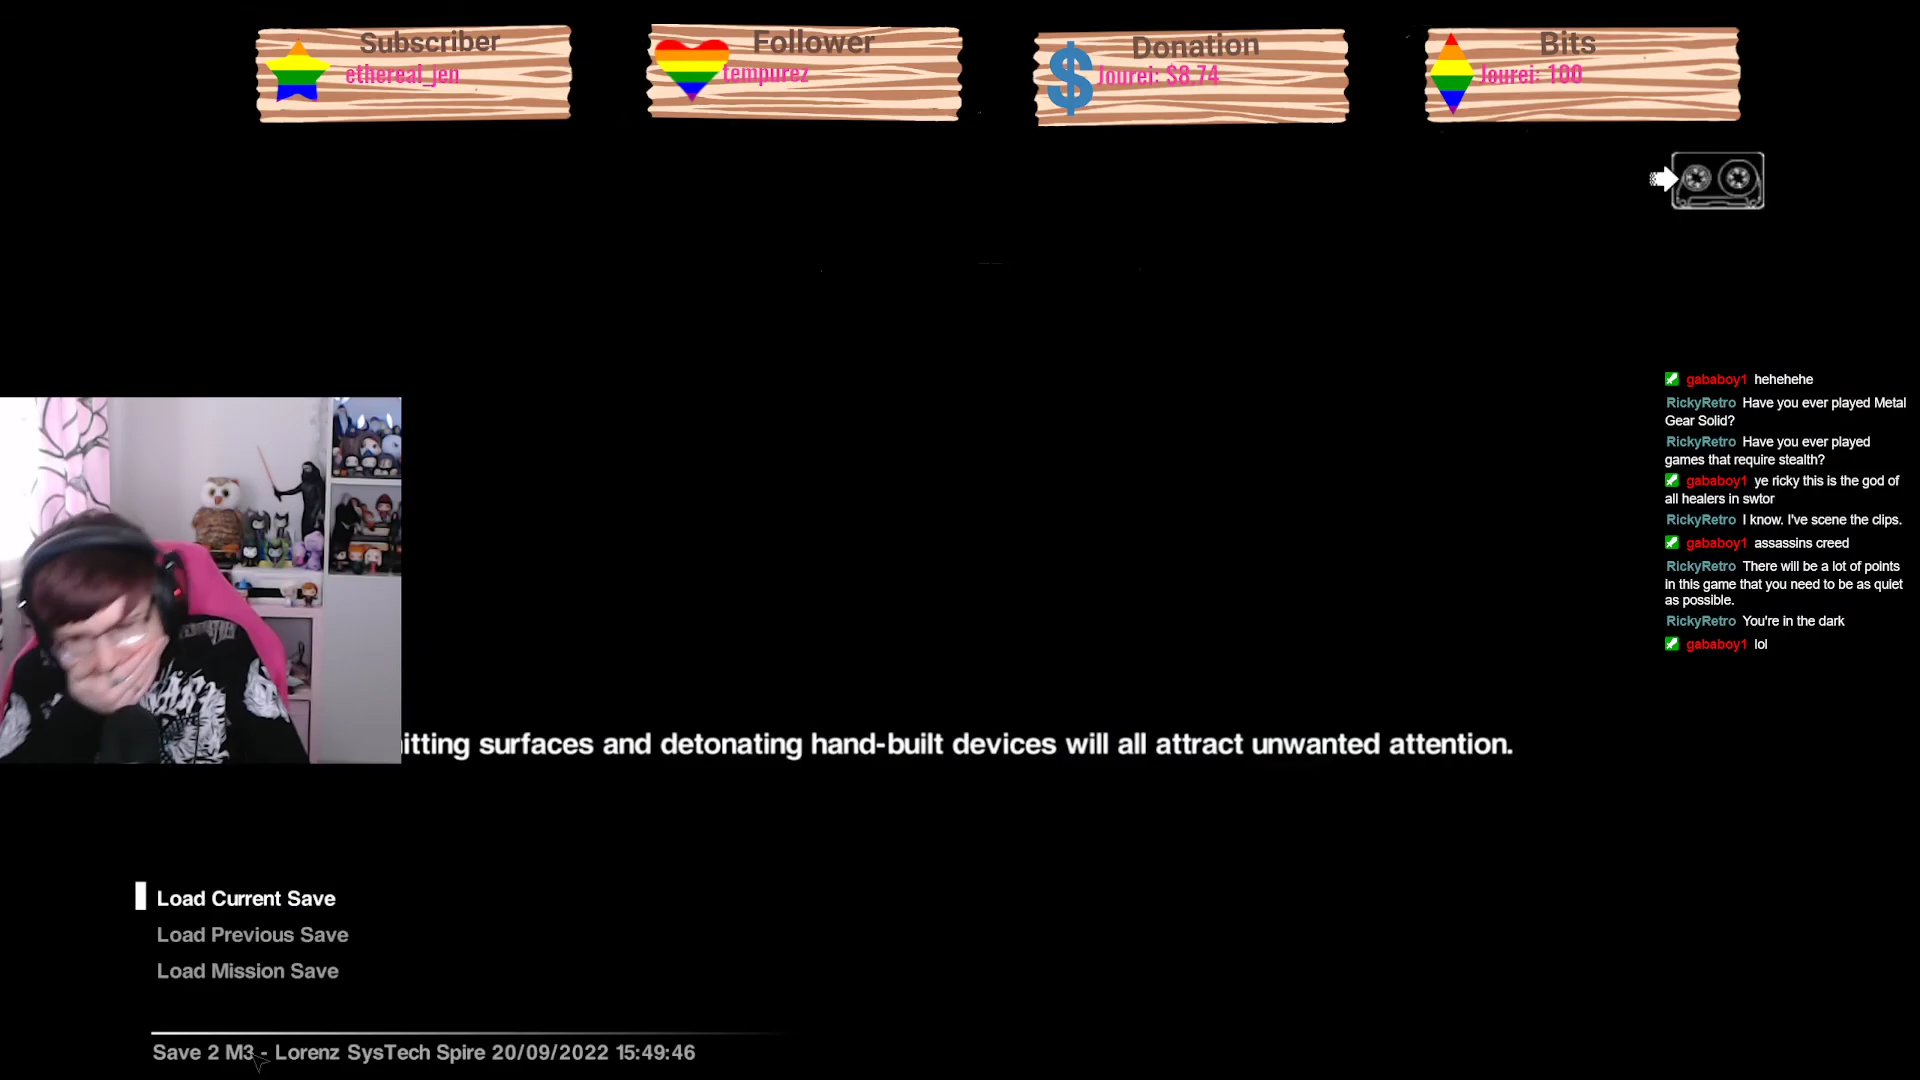 Subscriber
ethereal_jen
Follower
tempurez
Donation
Jourei: $8.74
Bits
Jourei: 100
gababoy1 hehehehe
RickyRetro Have you ever played Metal
Gear Solid?
RickyRetro Have you ever played
games that require stealth?
gababoy1 ye ricky this is the god of
all healers in swtor
RickyRetro I know. I've scene the clips.
gababoy1 assassins creed
RickyRetro There will be a lot of points
in this game that you need to be as quiet
as possible.
RickyRetro You're in the dark
gababoy1 lol
itting surfaces and detonating hand-built devices will all attract unwanted attention.
Load Current Save
Load Previous Save
Load Mission Save
Save 2 M3 - Lorenz SysTech Spire 20/09/2022 15:49:46